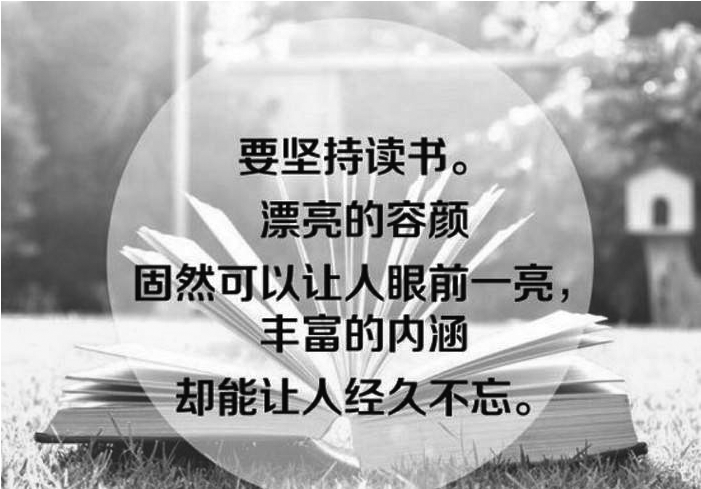 要坚持读书。
漂亮的容颜
固然可以让人眼前一亮，
丰富的内涵
却能让人经久不忘。